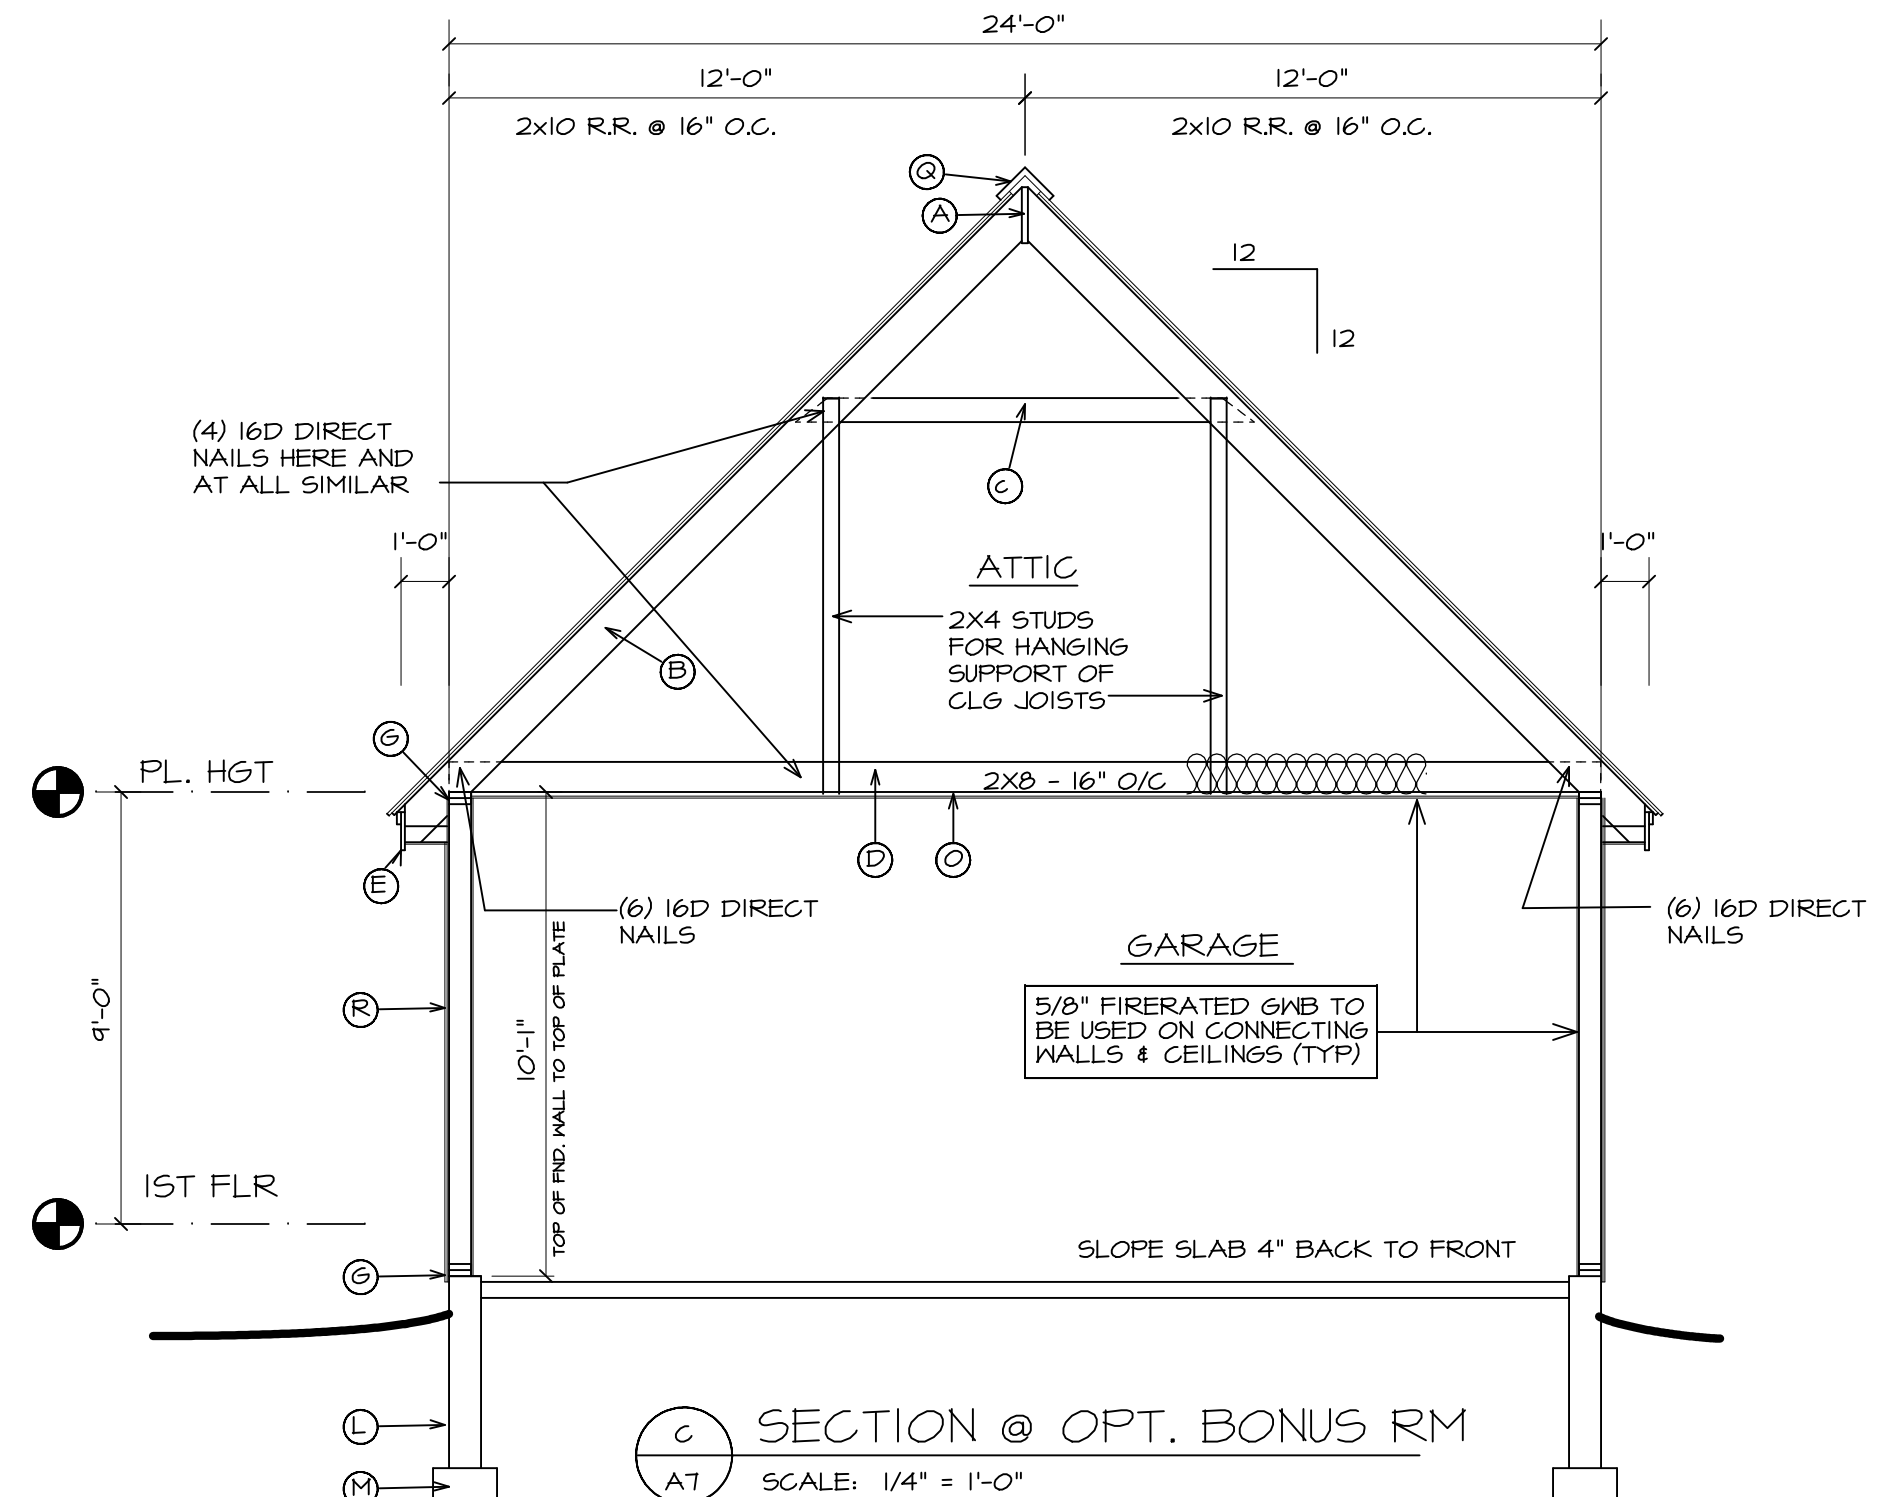 24'-0"
12'-0"
12'-0"
2x10 R.R. @ 16" O.C.
2x10 R.R. @ 16" O.C.
Q
A
12
12
(4) 16D DIRECT
NAILS HERE AND
AT ALL SIMILAR
C
1'-0"
1'-0"
ATTIC
2X4 STUDS
FOR HANGING
SUPPORT OF
CLG JOISTS
B
G
PL. HGT
2X8 - 16" O/C
D
O
E
(6) 16D DIRECT
NAILS
(6) 16D DIRECT
NAILS
GARAGE
5/8" FIRERATED GWB TO
BE USED ON CONNECTING
WALLS & CEILINGS (TYP)
R
9'-0"
10'-1"
TOP OF FND. WALL TO TOP OF PLATE
1ST FLR
SLOPE SLAB 4" BACK TO FRONT
G
L
M
C
A7
SECTION @ OPT. BONUS RM
SCALE: 1/4" = 1'-0"